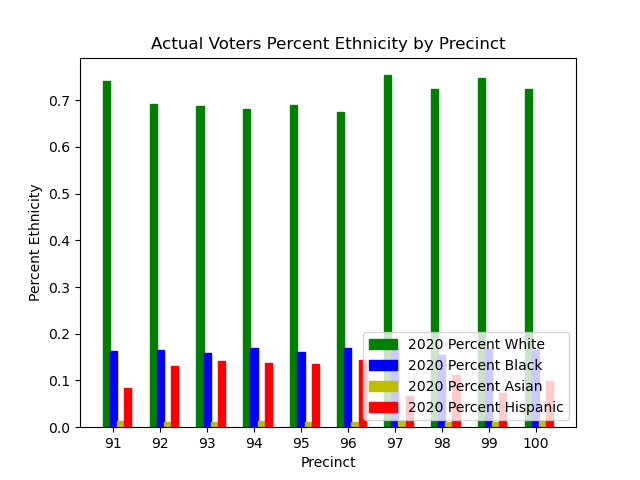 Actual Voters Percent Ethnicity by Precinct
Percent Ethnicity
0.7
0.6
0.5
0.4
0.3
0.2
0.1
0.0
2020 Percent White
2020 Percent Black
2020 Percent Asian
2020 Percent Hispanic
91 92 93 94 95 96 97 98 99 100
Precinct